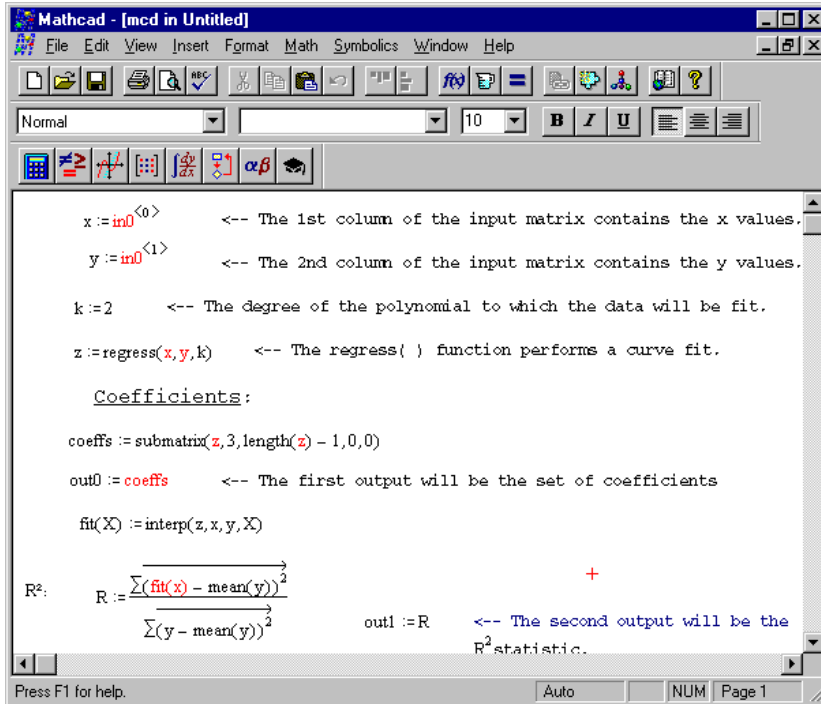 Mathcad - [mcd in Untitled]
File Edit View Insert Format Math Symbolics Window Help
ABC f(x) = ?
Normal 10 B I U
≠≥ [:::] ∫ dy/dx αβ
x := in0<0> <-- The 1st column of the input matrix contains the x values.
y := in0<1> <-- The 2nd column of the input matrix contains the y values.
k := 2 <-- The degree of the polynomial to which the data will be fit.
z := regress(x,y,k) <-- The regress( ) function performs a curve fit.
Coefficients:
coeffs := submatrix(z,3,length(z) - 1,0,0)
out0 := coeffs <-- The first output will be the set of coefficients
fit(X) := interp(z,x,y,X)
R²: R := Σ(fit(x) - mean(y))² / Σ(y - mean(y))²
out1 := R <-- The second output will be the
R² statistic.
Press F1 for help. Auto NUM Page 1